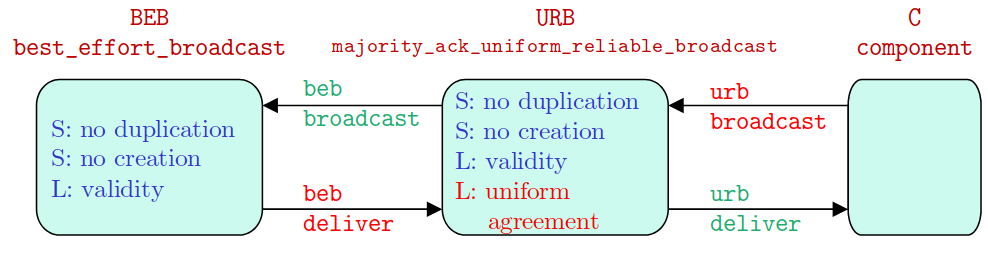 BEB
best_effort_broadcast
URB
majority_ack_uniform_reliable_broadcast
C
component
S: no duplication
S: no creation
L: validity
beb
broadcast
beb
deliver
S: no duplication
S: no creation
L: validity
L: uniform
agreement
urb
broadcast
urb
deliver